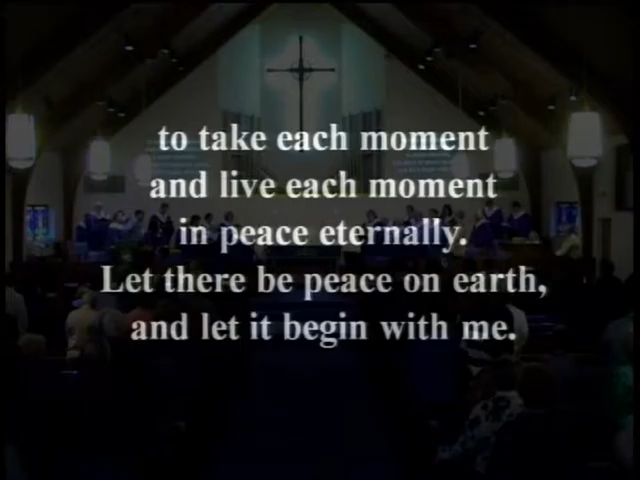 to take each moment
and live each moment
in peace eternally.
Let there be peace on earth,
and let it begin with me.